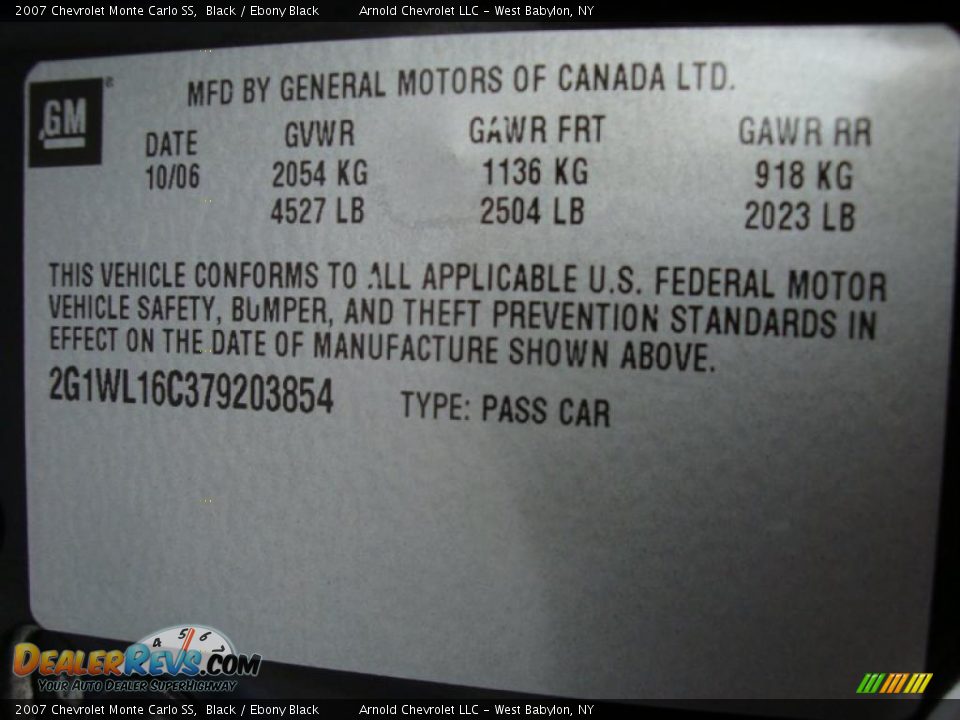 2007 Chevrolet Monte Carlo SS, Black / Ebony Black Arnold Chevrolet LLC - West Babylon, NY
GM
MFD BY GENERAL MOTORS OF CANADA LTD.
DATE GVWR GAWR FRT GAWR RR
10/06 2054 KG 1136 KG 918 KG
4527 LB 2504 LB 2023 LB
THIS VEHICLE CONFORMS TO ALL APPLICABLE U.S. FEDERAL MOTOR
VEHICLE SAFETY, BUMPER, AND THEFT PREVENTION STANDARDS IN
EFFECT ON THE DATE OF MANUFACTURE SHOWN ABOVE.
2G1WL16C379203854 TYPE: PASS CAR
4 5 6 7
DEALERREVS.COM
YOUR AUTO DEALER SUPERHIGHWAY
2007 Chevrolet Monte Carlo SS, Black / Ebony Black Arnold Chevrolet LLC - West Babylon, NY